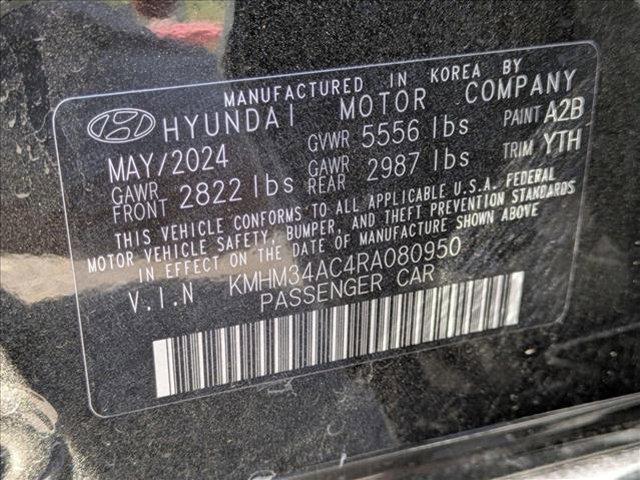 MANUFACTURED IN KOREA BY
HYUNDAI MOTOR COMPANY
MAY/2024 GVWR 5556 lbs PAINT A2B
GAWR FRONT 2822 lbs GAWR REAR 2987 lbs TRIM YTH
THIS VEHICLE CONFORMS TO ALL APPLICABLE U.S.A. FEDERAL
MOTOR VEHICLE SAFETY, BUMPER, AND THEFT PREVENTION STANDARDS
IN EFFECT ON THE DATE OF MANUFACTURE SHOWN ABOVE
V.I.N KMHM34AC4RA080950
PASSENGER CAR